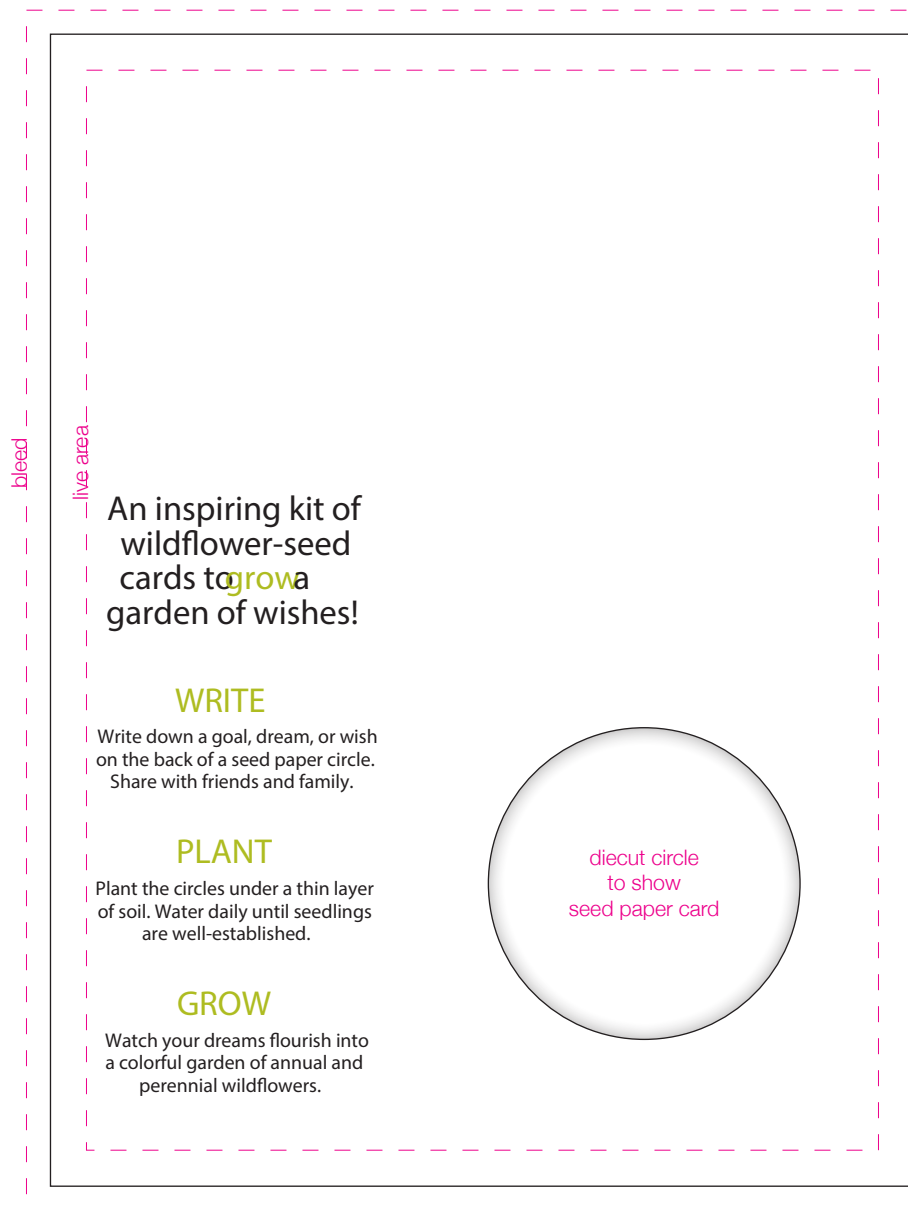 bleed
live area
An inspiring kit of
wildflower-seed
cards to grow a
garden of wishes!
WRITE
Write down a goal, dream, or wish
on the back of a seed paper circle.
Share with friends and family.
PLANT
Plant the circles under a thin layer
of soil. Water daily until seedlings
are well-established.
GROW
Watch your dreams flourish into
a colorful garden of annual and
perennial wildflowers.
diecut circle
to show
seed paper card